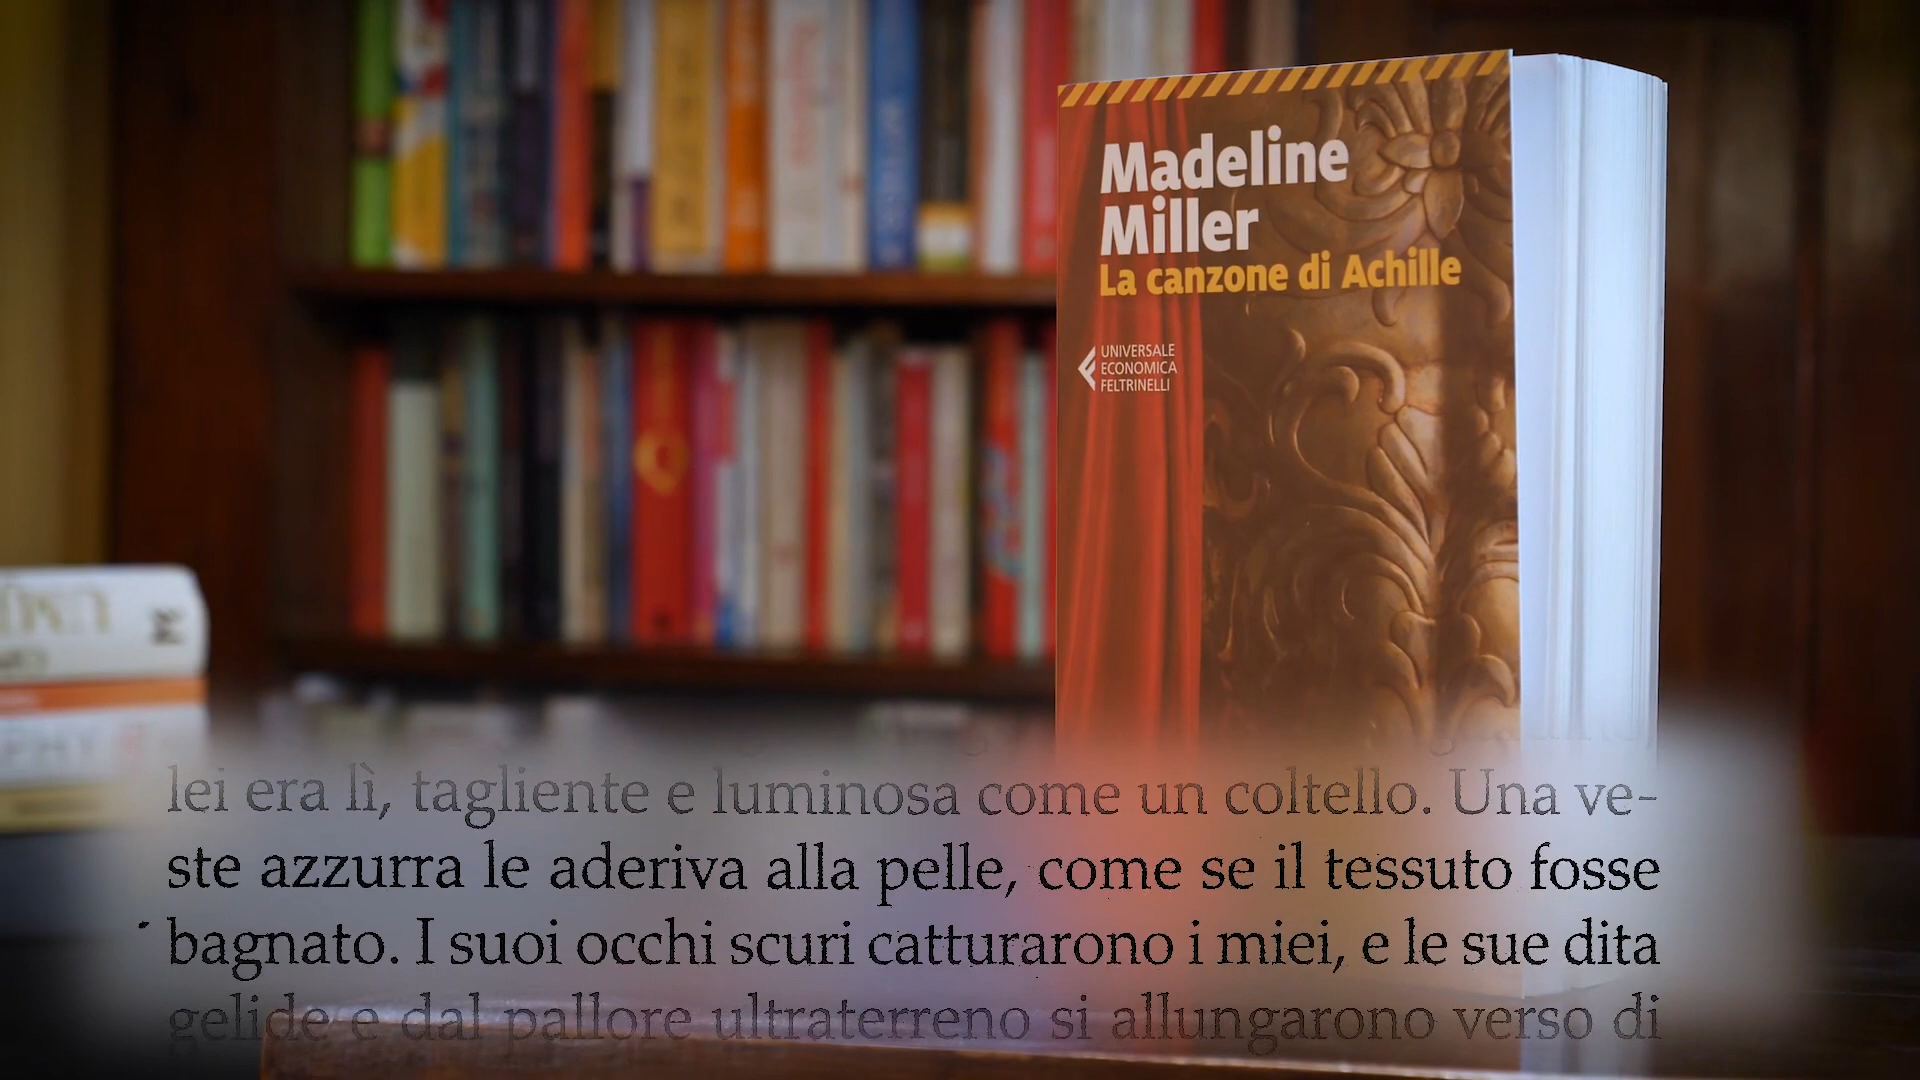 Madeline
Miller
La canzone di Achille
UNIVERSALE
ECONOMICA
FELTRINELLI
lei era lì, tagliente e luminosa come un coltello. Una ve-
ste azzurra le aderiva alla pelle, come se il tessuto fosse
bagnato. I suoi occhi scuri catturarono i miei, e le sue dita
gelide e dal pallore ultraterreno si allungarono verso di